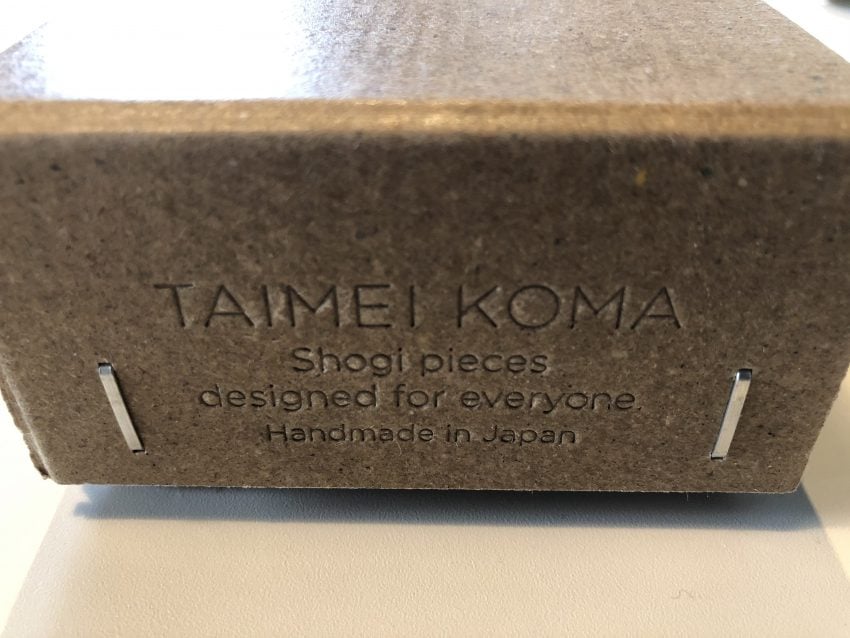 TAIMEI KOMA
Shogi pieces
designed for everyone.
Handmade in Japan